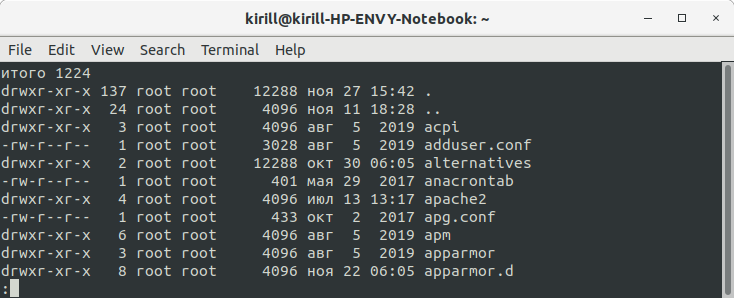 kirill@kirill-HP-ENVY-Notebook: ~
File Edit View Search Terminal Help
итого 1224
drwxr-xr-x 137 root root    12288 ноя 27 15:42 .
drwxr-xr-x  24 root root     4096 ноя 11 18:28 ..
drwxr-xr-x   3 root root     4096 авг  5  2019 acpi
-rw-r--r--   1 root root     3028 авг  5  2019 adduser.conf
drwxr-xr-x   2 root root    12288 окт 30 06:05 alternatives
-rw-r--r--   1 root root      401 мая 29  2017 anacrontab
drwxr-xr-x   4 root root     4096 июл 13 13:17 apache2
-rw-r--r--   1 root root      433 окт  2  2017 apg.conf
drwxr-xr-x   6 root root     4096 авг  5  2019 apm
drwxr-xr-x   3 root root     4096 авг  5  2019 apparmor
drwxr-xr-x   8 root root     4096 ноя 22 06:05 apparmor.d
: